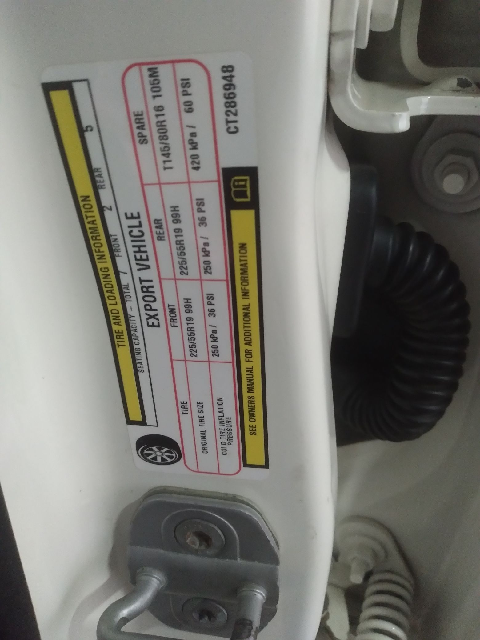 TIRE AND LOADING INFORMATION
SEATING CAPACITY - TOTAL 7 FRONT 2 REAR 5
EXPORT VEHICLE
TIRE FRONT REAR SPARE
ORIGINAL TIRE SIZE 225/55R19 99H 225/55R19 99H T145/80R16 105M
COLD TIRE INFLATION PRESSURE 250 kPa / 36 PSI 250 kPa / 36 PSI 420 kPa / 60 PSI
SEE OWNERS MANUAL FOR ADDITIONAL INFORMATION
CT286948